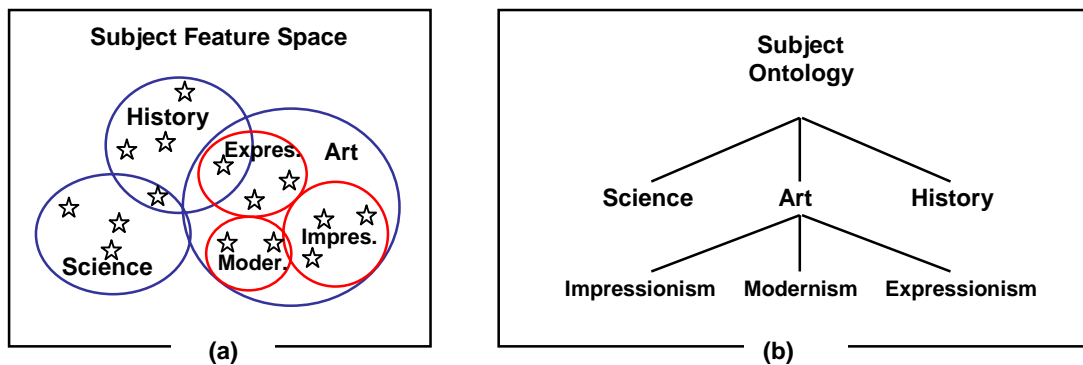 Subject Feature Space
History
Expres.
Art
Impres.
Moder.
Science
(a)
Subject
Ontology
Science Art History
Impressionism Modernism Expressionism
(b)